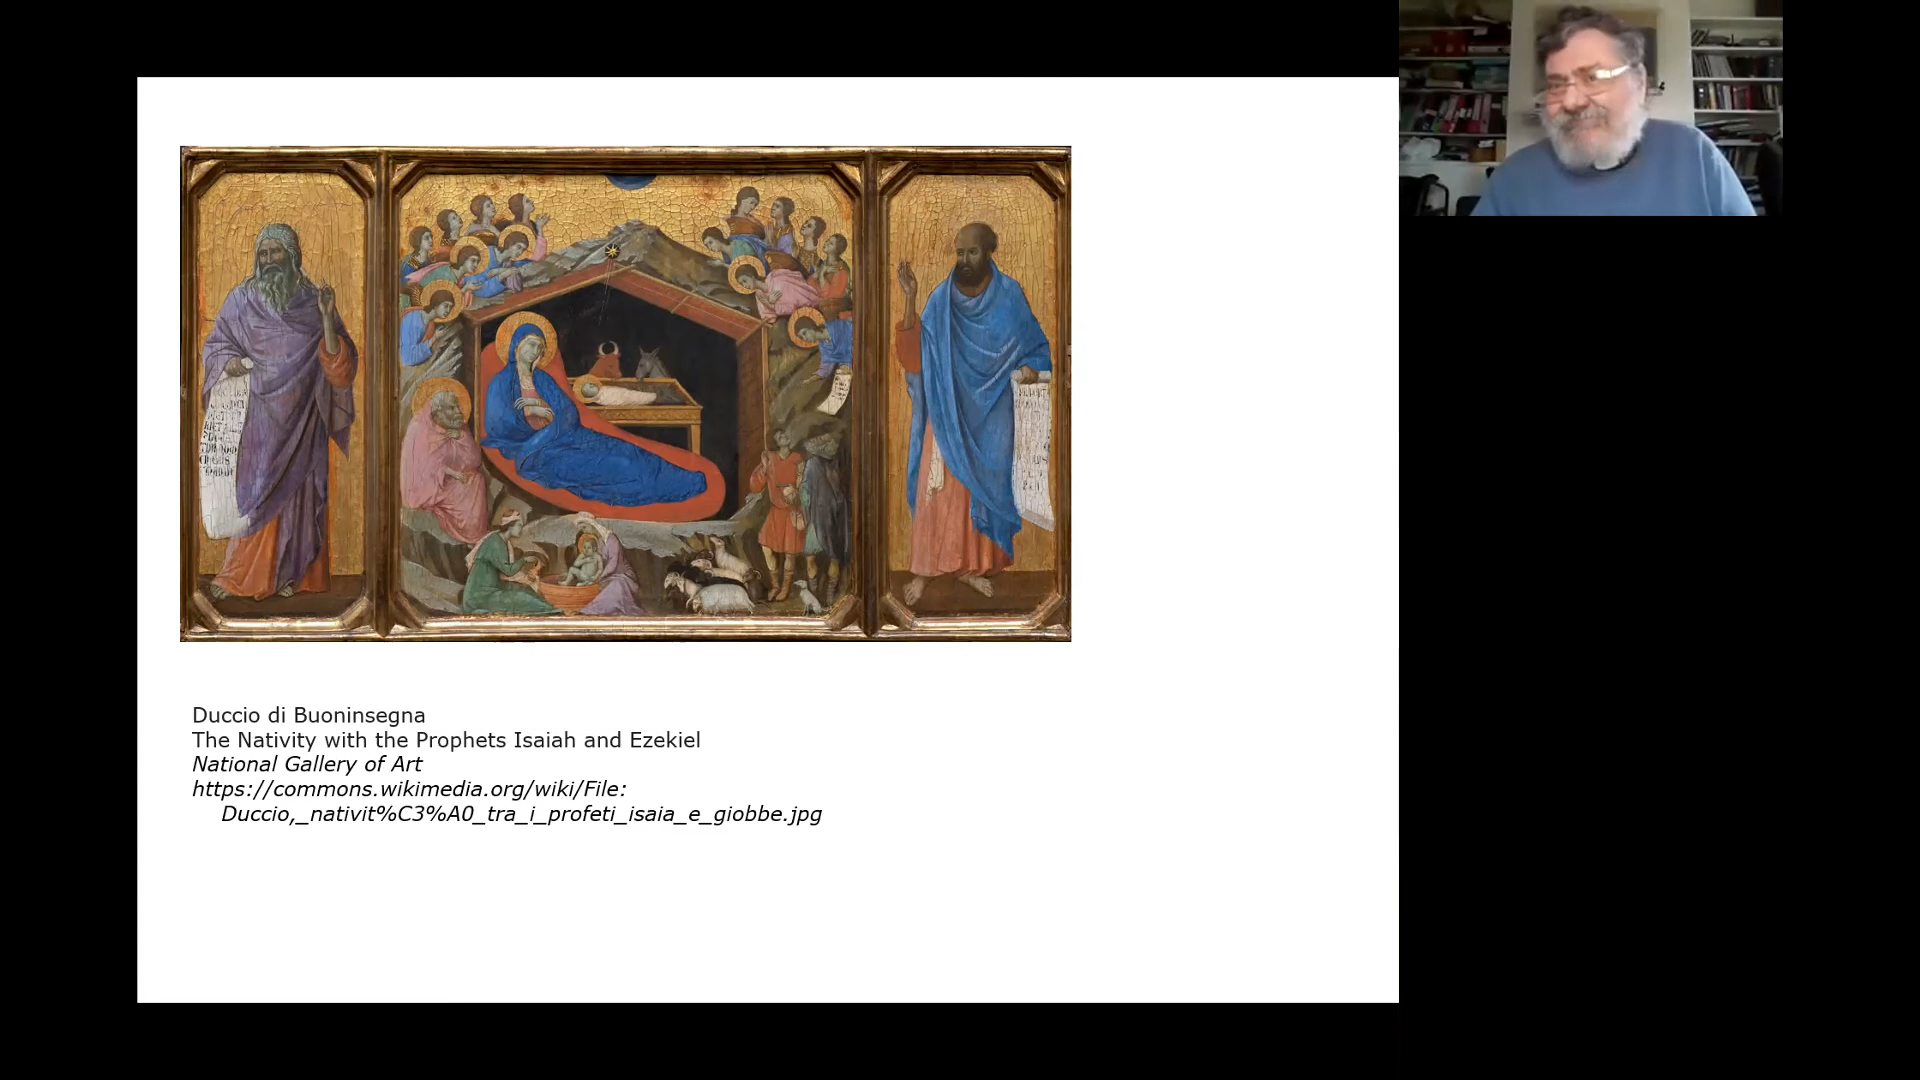 Duccio di Buoninsegna
The Nativity with the Prophets Isaiah and Ezekiel
National Gallery of Art
https://commons.wikimedia.org/wiki/File:
Duccio,_nativit%C3%A0_tra_i_profeti_isaia_e_giobbe.jpg